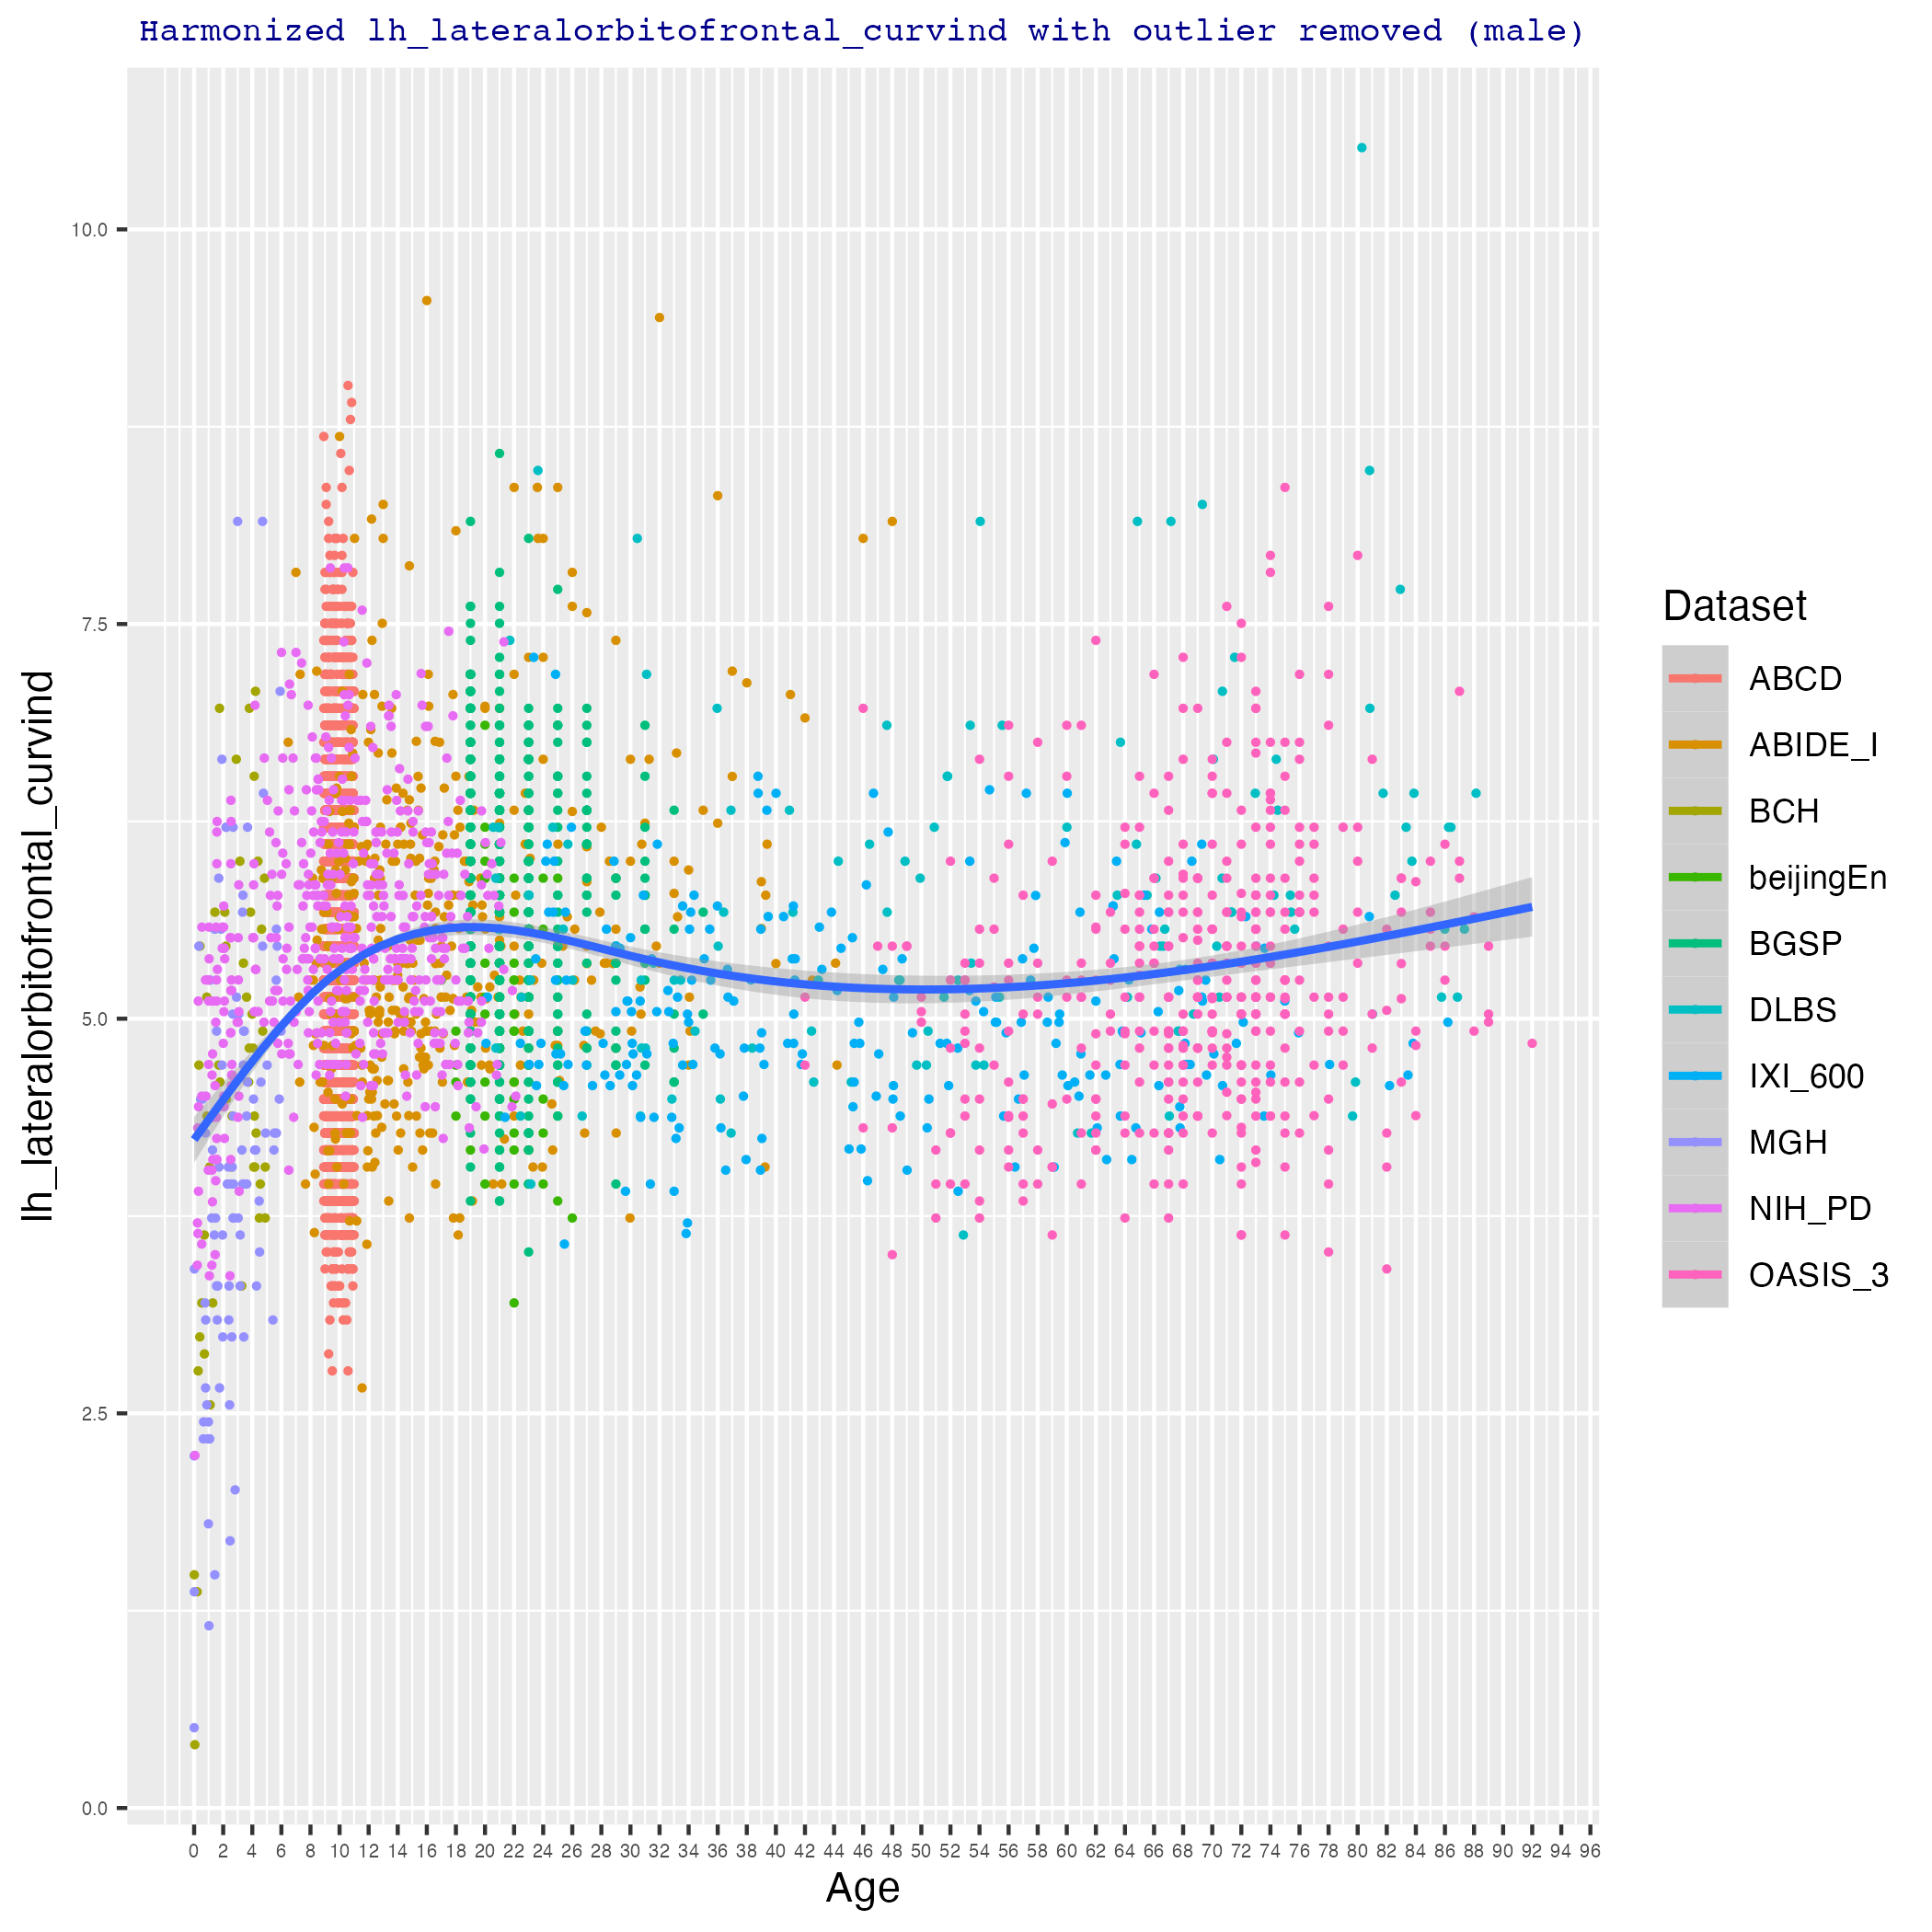 Harmonized lh_lateralorbitofrontal_curvind with outlier removed (male)
lh_lateralorbitofrontal_curvind
10.0
7.5
5.0
2.5
0.0
0 2 4 6 8 10 12 14 16 18 20 22 24 26 28 30 32 34 36 38 40 42 44 46 48 50 52 54 56 58 60 62 64 66 68 70 72 74 76 78 80 82 84 86 88 90 92 94 96
Age
Dataset
ABCD
ABIDE_I
BCH
beijingEn
BGSP
DLBS
IXI_600
MGH
NIH_PD
OASIS_3